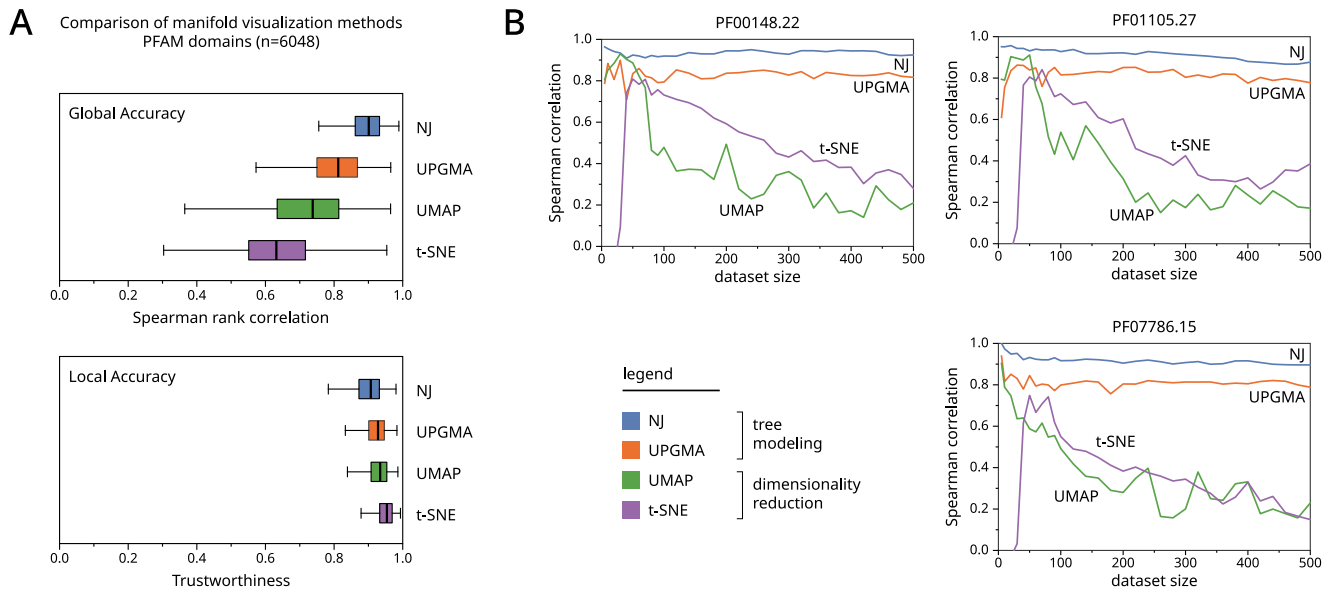 A
Comparison of manifold visualization methods
PFAM domains (n=6048)
Global Accuracy
NJ
UPGMA
UMAP
t-SNE
0.0 0.2 0.4 0.6 0.8 1.0
Spearman rank correlation
Local Accuracy
NJ
UPGMA
UMAP
t-SNE
0.0 0.2 0.4 0.6 0.8 1.0
Trustworthiness
B
PF00148.22
Spearman correlation
1.0
0.8
0.6
0.4
0.2
0.0
NJ
UPGMA
t-SNE
UMAP
0 100 200 300 400 500
dataset size
PF01105.27
Spearman correlation
1.0
0.8
0.6
0.4
0.2
0.0
NJ
UPGMA
t-SNE
UMAP
0 100 200 300 400 500
dataset size
legend
NJ
UPGMA
tree
modeling
UMAP
t-SNE
dimensionality
reduction
PF07786.15
Spearman correlation
1.0
0.8
0.6
0.4
0.2
0.0
NJ
UPGMA
t-SNE
UMAP
0 100 200 300 400 500
dataset size